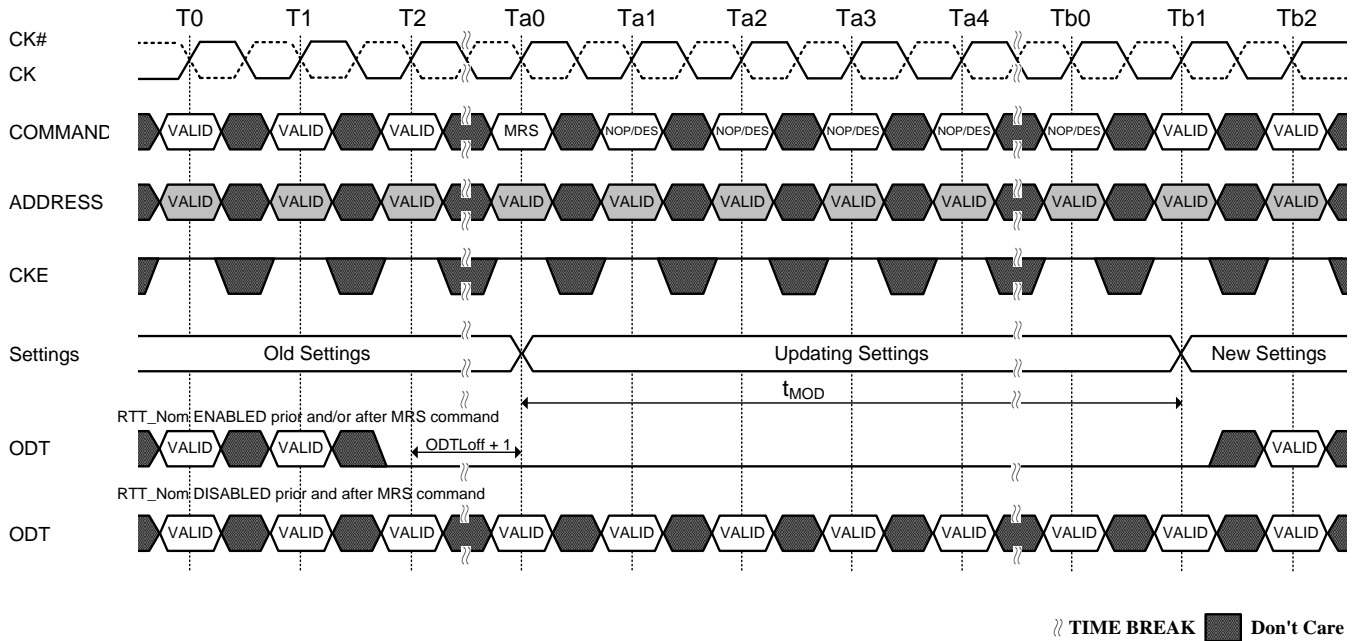 T0 T1 T2 Ta0 Ta1 Ta2 Ta3 Ta4 Tb0 Tb1 Tb2
CK#
CK
COMMAND VALID VALID VALID MRS NOP/DES NOP/DES NOP/DES NOP/DES NOP/DES VALID VALID
ADDRESS VALID VALID VALID VALID VALID VALID VALID VALID VALID VALID VALID
CKE
Settings Old Settings Updating Settings New Settings
tMOD
RTT_Nom ENABLED prior and/or after MRS command
ODT VALID VALID ODTLoff + 1 VALID
RTT_Nom DISABLED prior and after MRS command
ODT VALID VALID VALID VALID VALID VALID VALID VALID VALID VALID VALID
TIME BREAK Don't Care